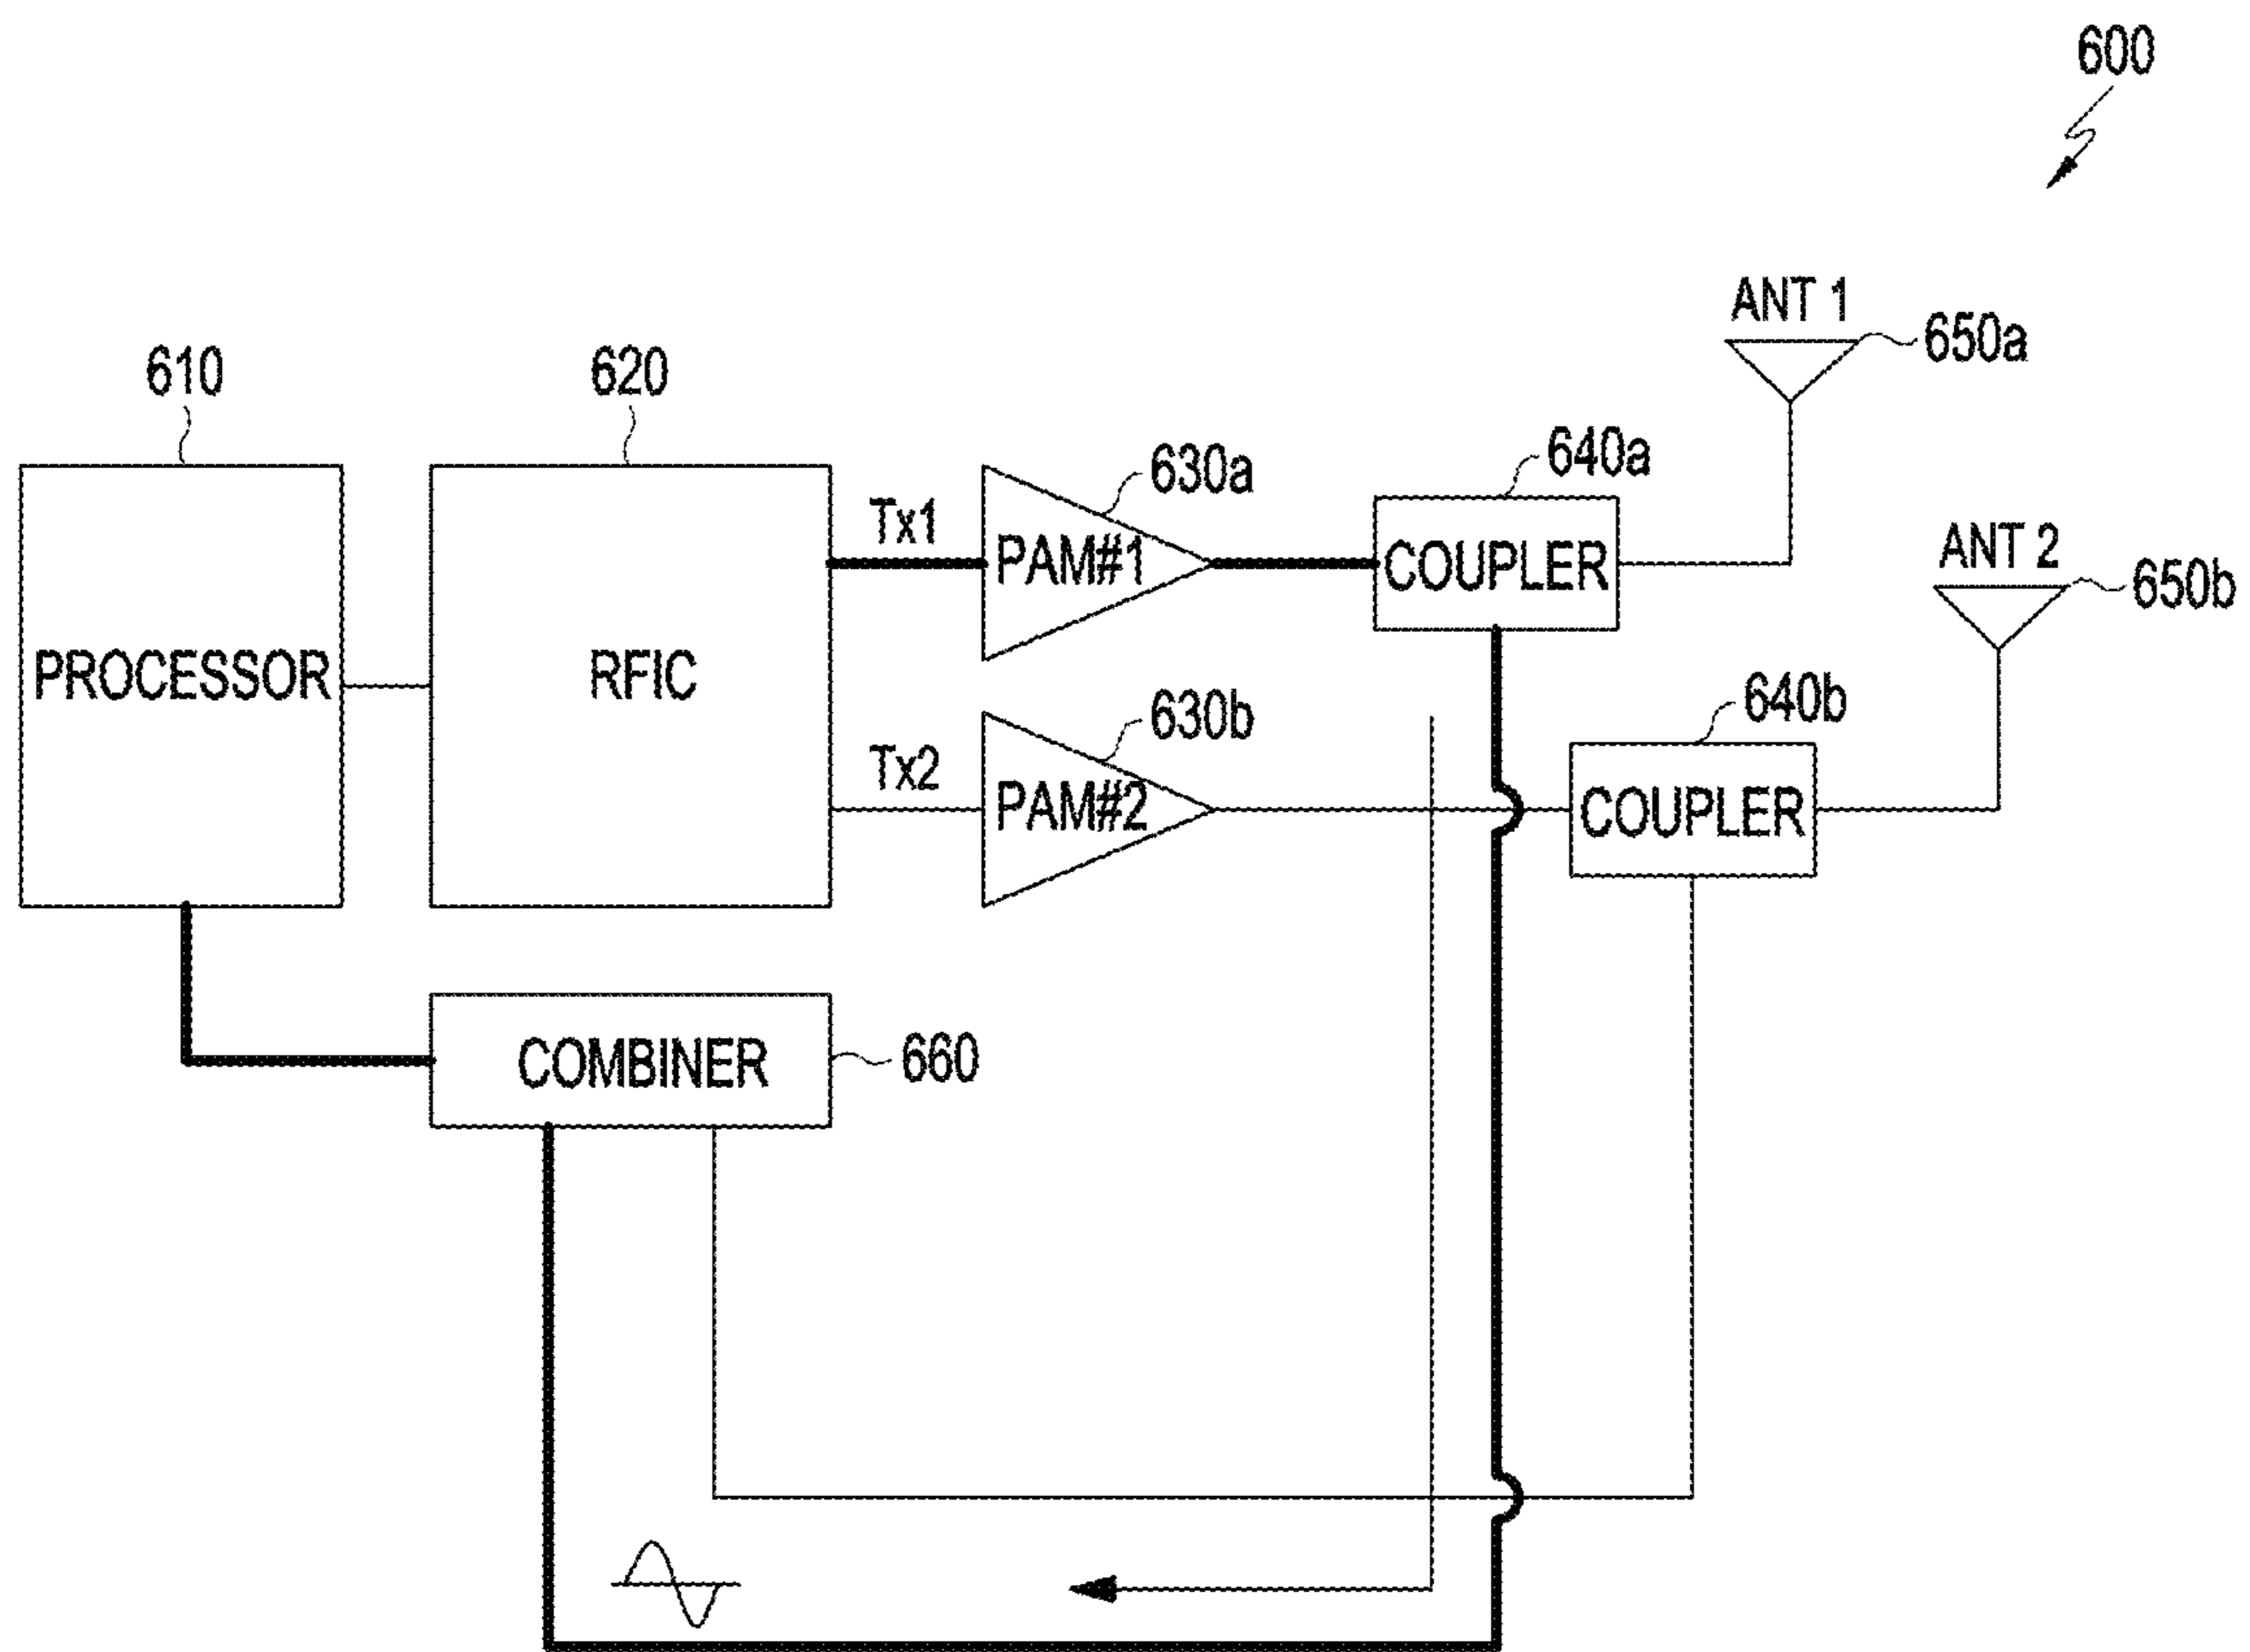 600
ANT 1
650a
610
620
630a
640a
Tx1
PAM#1
COUPLER
ANT 2
650b
PROCESSOR
RFIC
630b
640b
Tx2
PAM#2
COUPLER
COMBINER
660